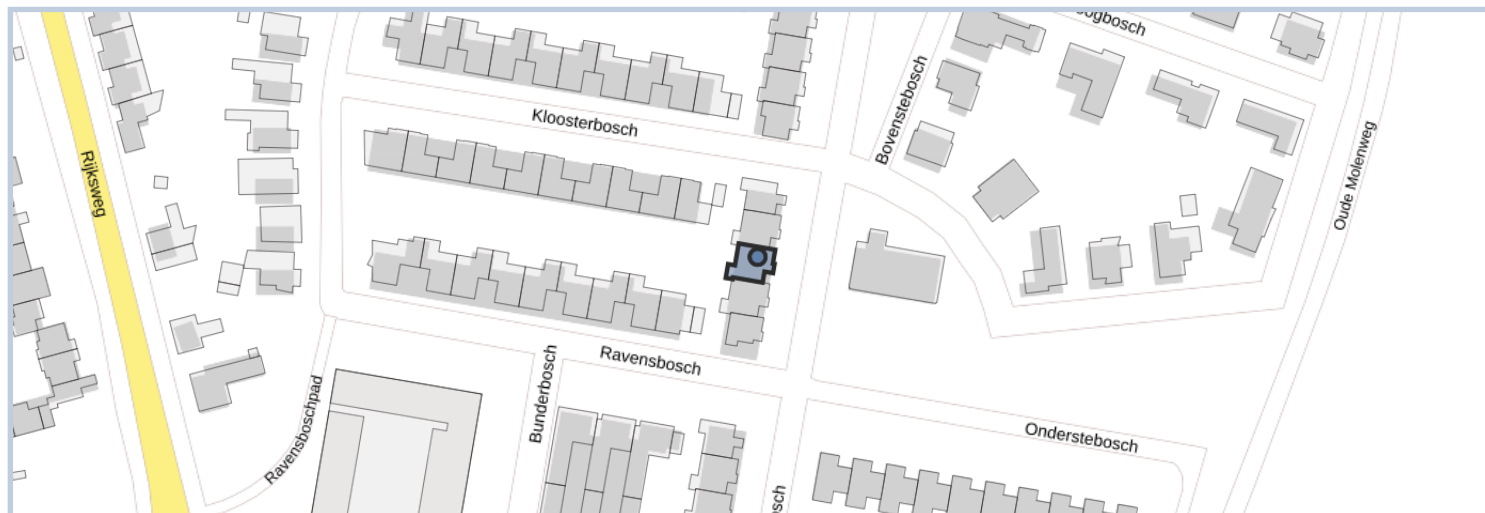 Kloosterbosch
Bovenstebosch
Rijksweg
Oude Molenweg
Ravensbosch
Bunderbosch
Ravensboschpad
Onderstebosch